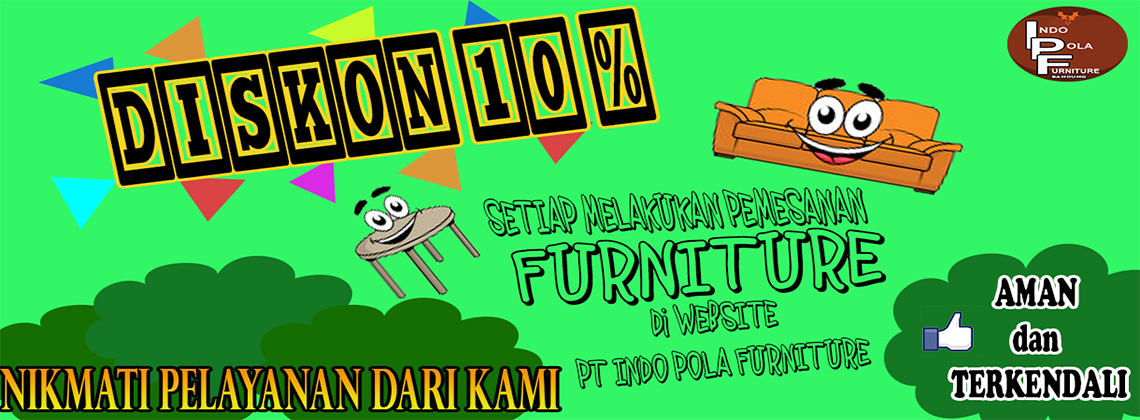 DISKON 10%
INDO
POLA
FURNITURE
BANDUNG
SETIAP MELAKUKAN PEMESANAN
FURNITURE
Di WEBSITE
PT INDO POLA FURNITURE
AMAN
dan
TERKENDALI
NIKMATI PELAYANAN DARI KAMI